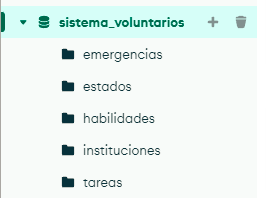 sistema_voluntarios
emergencias
estados
habilidades
instituciones
tareas